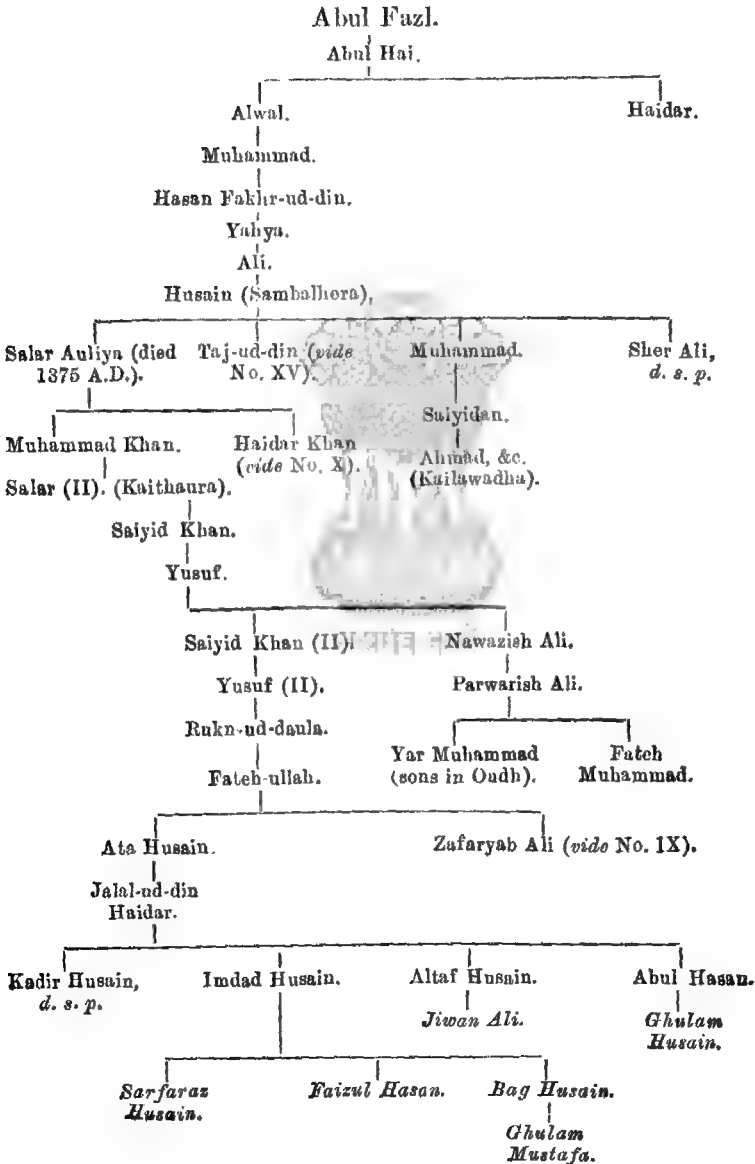 Abul Fazl.
Abul Hai.
Alwal.
Haidar.
Muhammad.
Hasan Fakhr-ud-din.
Yahya.
Ali.
Husain (Sambalhera),
Salar Auliya (died
1375 A.D.).
Taj-ud-din (vide
No. XV).
Muhammad.
Sher Ali,
d. s. p.
Saiyidan.
Ahmad, &c.
(Kailawadha).
Muhammad Khan.
Haidar Khan
(vide No. X).
Salar (II). (Kaithaura).
Saiyid Khan.
Yusuf.
Saiyid Khan (II).
Nawazish Ali.
Yusuf (II).
Parwarish Ali.
Rukn-ud-daula.
Yar Muhammad
(sons in Oudh).
Fateh
Muhammad.
Fateh-ullah.
Ata Husain.
Zafaryab Ali (vide No. IX).
Jalal-ud-din
Haidar.
Kadir Husain,
d. s. p.
Imdad Husain.
Altaf Husain.
Abul Hasan.
Jiwan Ali.
Ghulam
Husain.
Sarfaraz
Husain.
Faizul Hasan.
Bag Husain.
Ghulam
Mustafa.